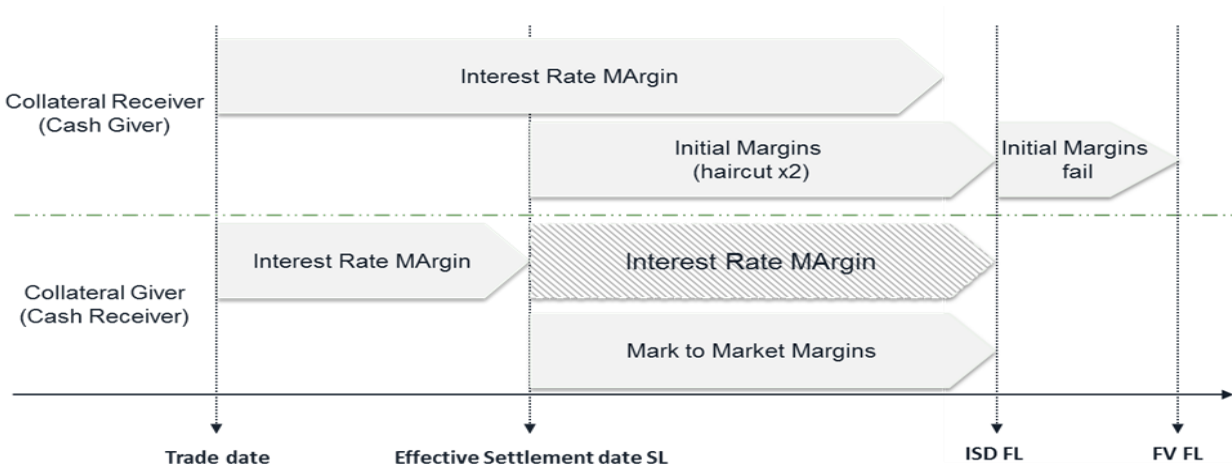 Interest Rate MArgin
Collateral Receiver
(Cash Giver)
Initial Margins
(haircut x2)
Initial Margins
fail
Interest Rate MArgin
Interest Rate MArgin
Collateral Giver
(Cash Receiver)
Mark to Market Margins
Trade date
Effective Settlement date SL
ISD FL
FV FL